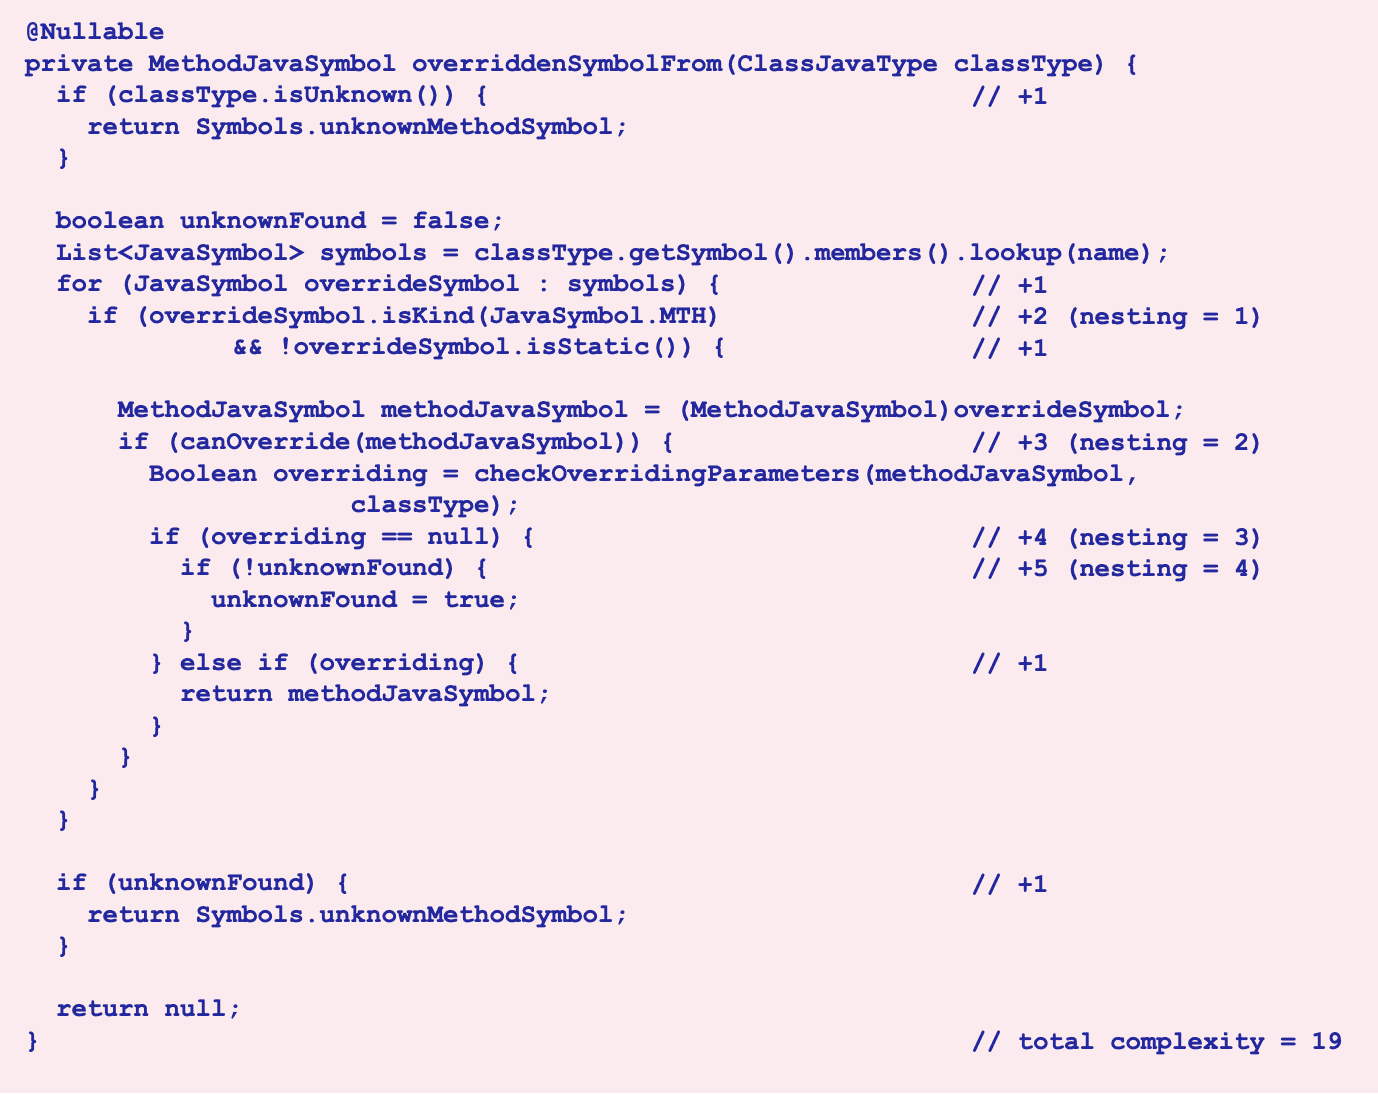 @Nullable
private MethodJavaSymbol overriddenSymbolFrom(ClassJavaType classType) {
  if (classType.isUnknown()) {                               // +1
    return Symbols.unknownMethodSymbol;
  }

  boolean unknownFound = false;
  List<JavaSymbol> symbols = classType.getSymbol().members().lookup(name);
  for (JavaSymbol overrideSymbol : symbols) {                // +1
    if (overrideSymbol.isKind(JavaSymbol.MTH)                // +2 (nesting = 1)
             && !overrideSymbol.isStatic()) {                // +1

      MethodJavaSymbol methodJavaSymbol = (MethodJavaSymbol)overrideSymbol;
      if (canOverride(methodJavaSymbol)) {                   // +3 (nesting = 2)
        Boolean overriding = checkOverridingParameters(methodJavaSymbol,
                     classType);
        if (overriding == null) {                            // +4 (nesting = 3)
          if (!unknownFound) {                               // +5 (nesting = 4)
            unknownFound = true;
          }
        } else if (overriding) {                             // +1
          return methodJavaSymbol;
        }
      }
    }
  }

  if (unknownFound) {                                        // +1
    return Symbols.unknownMethodSymbol;
  }

  return null;
}                                                            // total complexity = 19